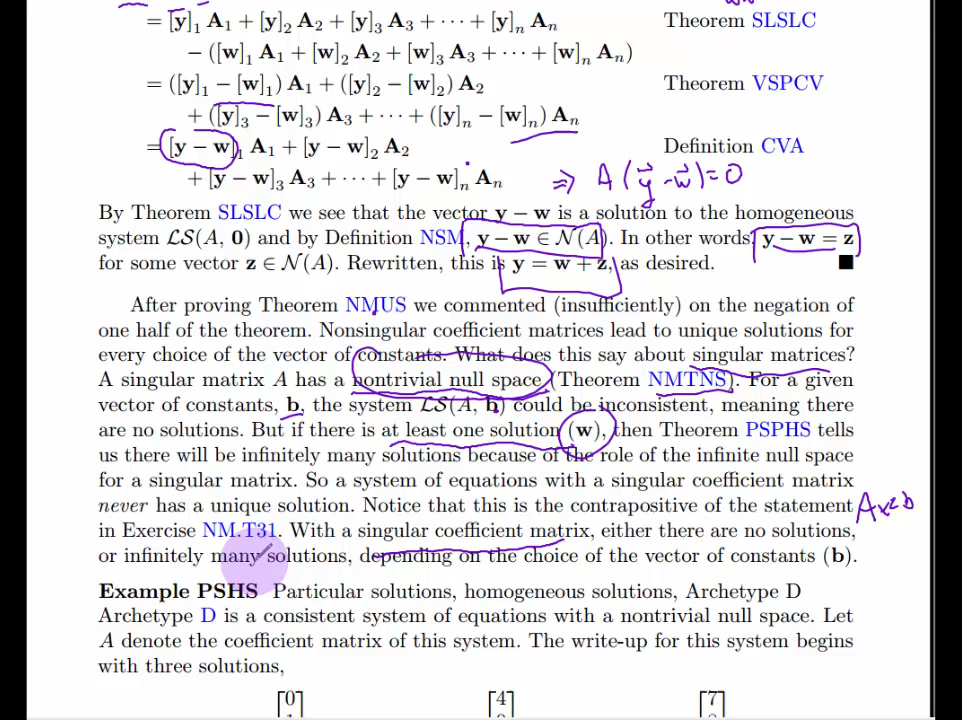 = [y]₁ A₁ + [y]₂ A₂ + [y]₃ A₃ + ··· + [y]ₙ Aₙ Theorem SLSLC
− ([w]₁ A₁ + [w]₂ A₂ + [w]₃ A₃ + ··· + [w]ₙ Aₙ)
= ([y]₁ − [w]₁) A₁ + ([y]₂ − [w]₂) A₂ Theorem VSPCV
+ ([y]₃ − [w]₃) A₃ + ··· + ([y]ₙ − [w]ₙ) Aₙ
= [y − w]₁ A₁ + [y − w]₂ A₂ Definition CVA
+ [y − w]₃ A₃ + ··· + [y − w]ₙ Aₙ ⇒ A(y⃗ − w⃗) = 0
By Theorem SLSLC we see that the vector y − w is a solution to the homogeneous
system LS(A, 0) and by Definition NSM, y − w ∈ N(A). In other words, y − w = z
for some vector z ∈ N(A). Rewritten, this is y = w + z, as desired. ■
After proving Theorem NMUS we commented (insufficiently) on the negation of
one half of the theorem. Nonsingular coefficient matrices lead to unique solutions for
every choice of the vector of constants. What does this say about singular matrices?
A singular matrix A has a nontrivial null space (Theorem NMTNS). For a given
vector of constants, b, the system LS(A, b) could be inconsistent, meaning there
are no solutions. But if there is at least one solution (w), then Theorem PSPHS tells
us there will be infinitely many solutions because of the role of the infinite null space
for a singular matrix. So a system of equations with a singular coefficient matrix
never has a unique solution. Notice that this is the contrapositive of the statement Ax=b
in Exercise NM.T31. With a singular coefficient matrix, either there are no solutions,
or infinitely many solutions, depending on the choice of the vector of constants (b).
Example PSHS Particular solutions, homogeneous solutions, Archetype D
Archetype D is a consistent system of equations with a nontrivial null space. Let
A denote the coefficient matrix of this system. The write-up for this system begins
with three solutions,
[0 [4 [7